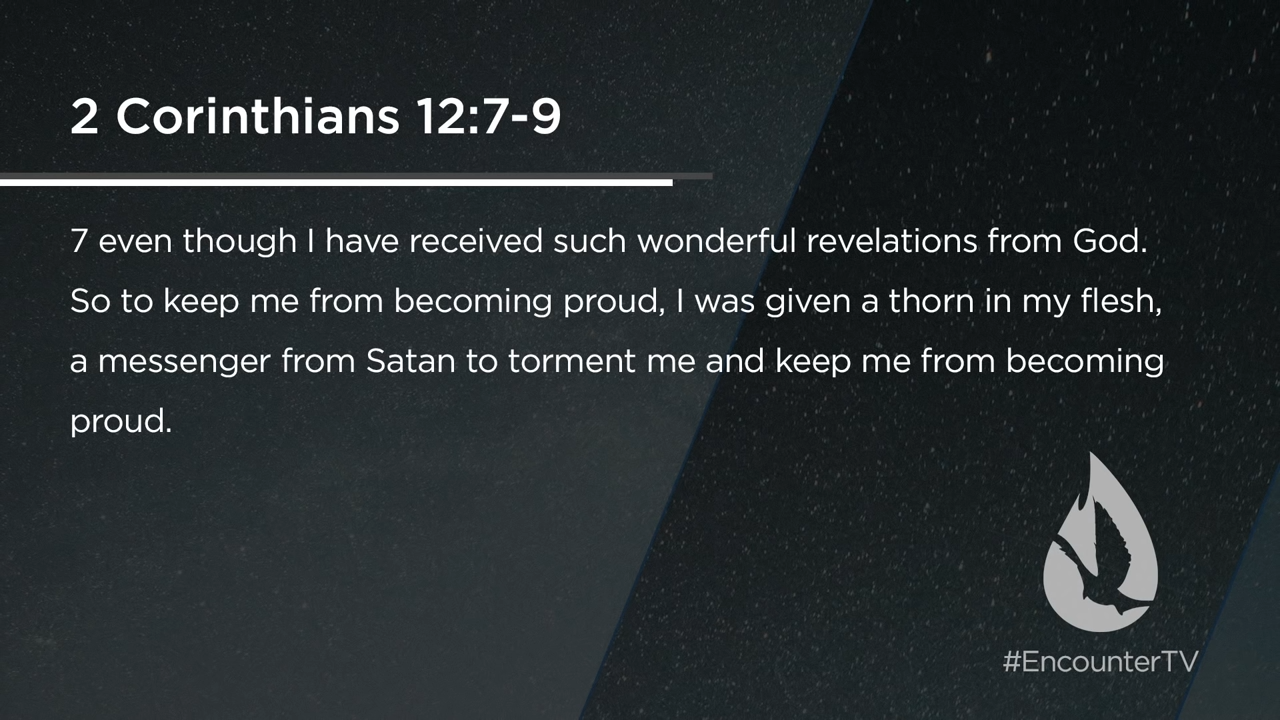 2 Corinthians 12:7-9
7 even though I have received such wonderful revelations from God.
So to keep me from becoming proud, I was given a thorn in my flesh,
a messenger from Satan to torment me and keep me from becoming
proud.
#EncounterTV